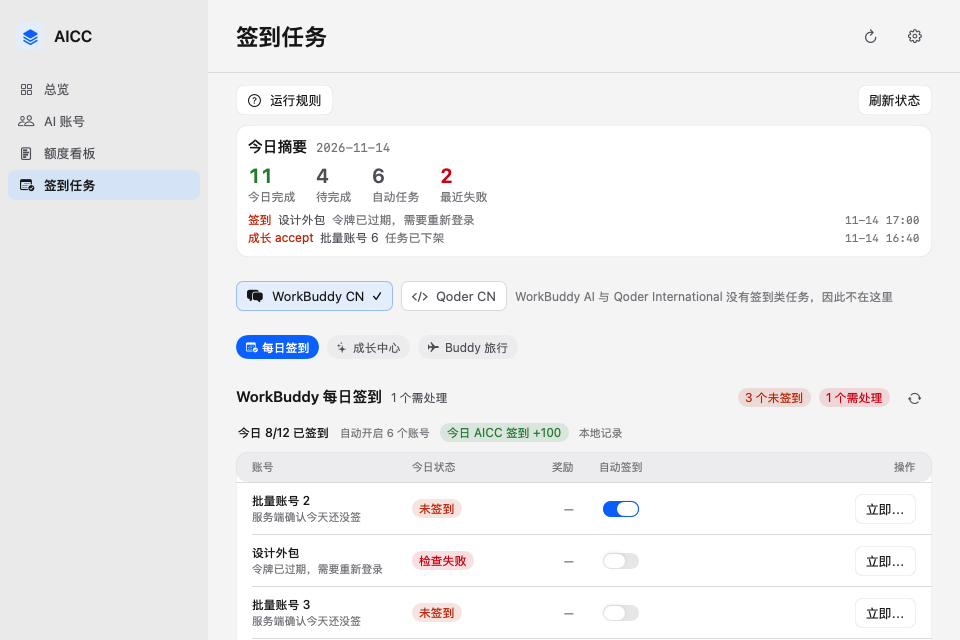 AICC
总览
AI 账号
额度看板
签到任务
签到任务
运行规则
刷新状态
今日摘要 2026-11-14
11 4 6 2
今日完成 待完成 自动任务 最近失败
签到 设计外包 令牌已过期，需要重新登录 11-14 17:00
成长 accept 批量账号 6 任务已下架 11-14 16:40
WorkBuddy CN Qoder CN WorkBuddy AI 与 Qoder International 没有签到类任务，因此不在这里
每日签到 成长中心 Buddy 旅行
WorkBuddy 每日签到 1 个需处理 3 个未签到 1 个需处理
今日 8/12 已签到 自动开启 6 个账号 今日 AICC 签到 +100 本地记录
账号 今日状态 奖励 自动签到 操作
批量账号 2
服务端确认今天还没签
未签到 — 立即...
设计外包
令牌已过期，需要重新登录
检查失败 — 立即...
批量账号 3
服务端确认今天还没签
未签到 — 立即...